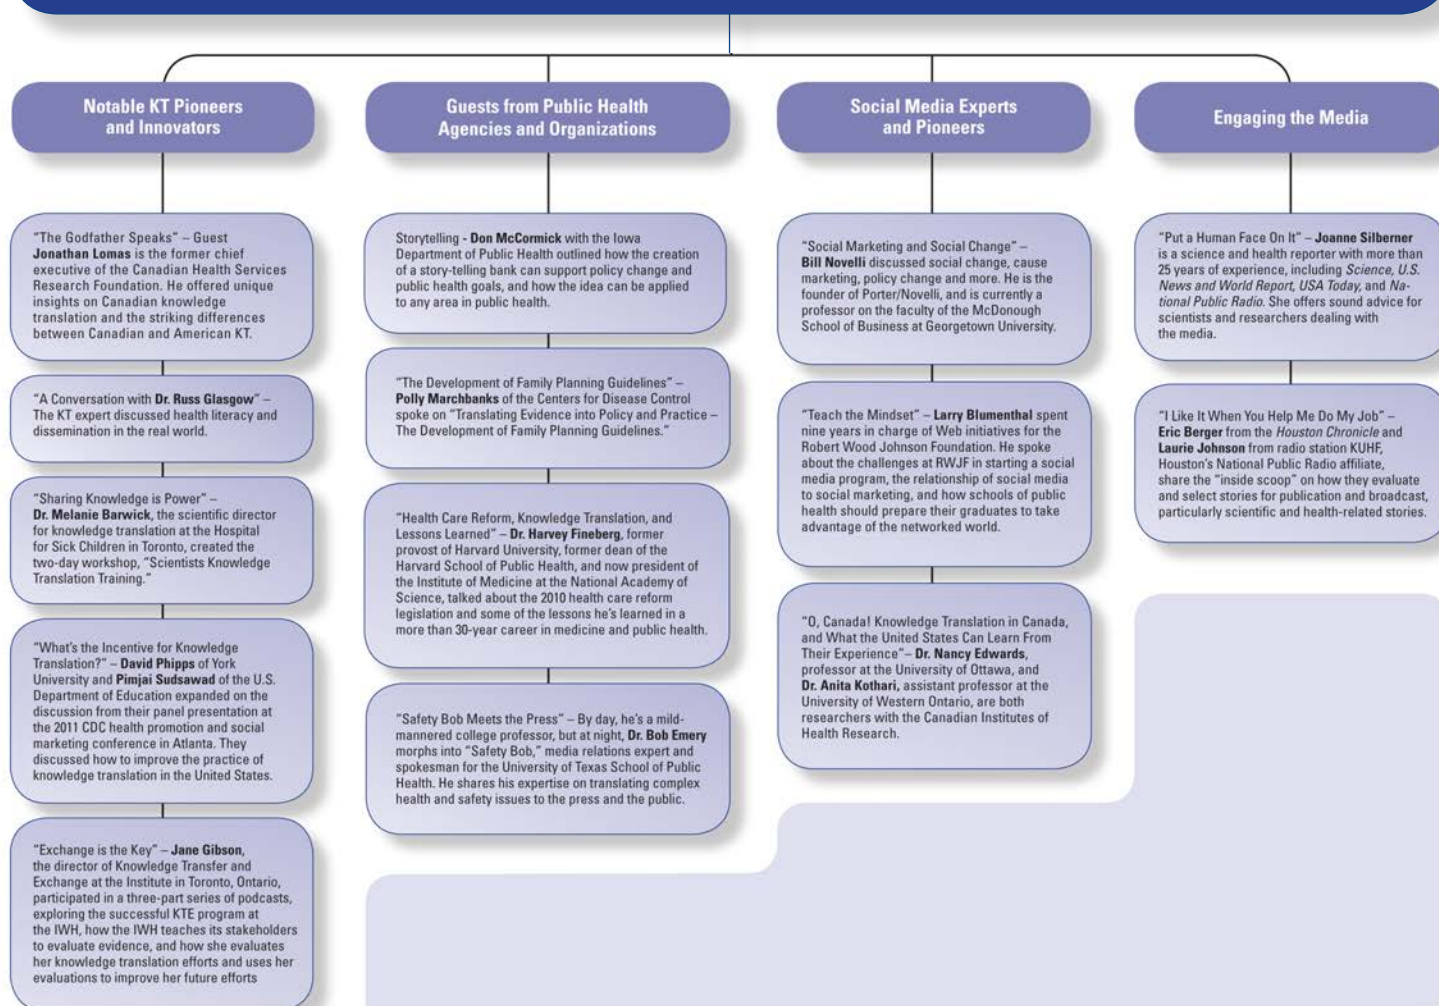 Notable KT Pioneers
and Innovators
"The Godfather Speaks" – Guest
Jonathan Lomas is the former chief
executive of the Canadian Health Services
Research Foundation. He offered unique
insights on Canadian knowledge
translation and the striking differences
between Canadian and American KT.
"A Conversation with Dr. Russ Glasgow" –
The KT expert discussed health literacy and
dissemination in the real world.
"Sharing Knowledge is Power" –
Dr. Melanie Barwick, the scientific director
for knowledge translation at the Hospital
for Sick Children in Toronto, created the
two-day workshop, "Scientists Knowledge
Translation Training."
"What's the Incentive for Knowledge
Translation?" – David Phipps of York
University and Pimjai Sudsawad of the U.S.
Department of Education expanded on the
discussion from their panel presentation at
the 2011 CDC health promotion and social
marketing conference in Atlanta. They
discussed how to improve the practice of
knowledge translation in the United States.
"Exchange is the Key" – Jane Gibson,
the director of Knowledge Transfer and
Exchange at the Institute in Toronto, Ontario,
participated in a three-part series of podcasts,
exploring the successful KTE program at
the IWH, how the IWH teaches its stakeholders
to evaluate evidence, and how she evaluates
her knowledge translation efforts and uses her
evaluations to improve her future efforts
Guests from Public Health
Agencies and Organizations
Storytelling - Don McCormick with the Iowa
Department of Public Health outlined how the creation
of a story-telling bank can support policy change and
public health goals, and how the idea can be applied
to any area in public health.
"The Development of Family Planning Guidelines" –
Polly Marchbanks of the Centers for Disease Control
spoke on "Translating Evidence into Policy and Practice –
The Development of Family Planning Guidelines."
"Health Care Reform, Knowledge Translation, and
Lessons Learned" – Dr. Harvey Fineberg, former
provost of Harvard University, former dean of the
Harvard School of Public Health, and now president of
the Institute of Medicine at the National Academy of
Science, talked about the 2010 health care reform
legislation and some of the lessons he's learned in a
more than 30-year career in medicine and public health.
"Safety Bob Meets the Press" – By day, he's a mild-
mannered college professor, but at night, Dr. Bob Emery
morphs into "Safety Bob," media relations expert and
spokesman for the University of Texas School of Public
Health. He shares his expertise on translating complex
health and safety issues to the press and the public.
Social Media Experts
and Pioneers
"Social Marketing and Social Change" –
Bill Novelli discussed social change, cause
marketing, policy change and more. He is the
founder of Porter/Novelli, and is currently a
professor on the faculty of the McDonough
School of Business at Georgetown University.
"Teach the Mindset" – Larry Blumenthal spent
nine years in charge of Web initiatives for the
Robert Wood Johnson Foundation. He spoke
about the challenges at RWJF in starting a social
media program, the relationship of social media
to social marketing, and how schools of public
health should prepare their graduates to take
advantage of the networked world.
"O, Canada! Knowledge Translation in Canada,
and What the United States Can Learn From
Their Experience"– Dr. Nancy Edwards,
professor at the University of Ottawa, and
Dr. Anita Kothari, assistant professor at the
University of Western Ontario, are both
researchers with the Canadian Institutes of
Health Research.
Engaging the Media
"Put a Human Face On It" – Joanne Silberner
is a science and health reporter with more than
25 years of experience, including Science, U.S.
News and World Report, USA Today, and Na-
tional Public Radio. She offers sound advice for
scientists and researchers dealing with
the media.
"I Like It When You Help Me Do My Job" –
Eric Berger from the Houston Chronicle and
Laurie Johnson from radio station KUHF,
Houston's National Public Radio affiliate,
share the "inside scoop" on how they evaluate
and select stories for publication and broadcast,
particularly scientific and health-related stories.